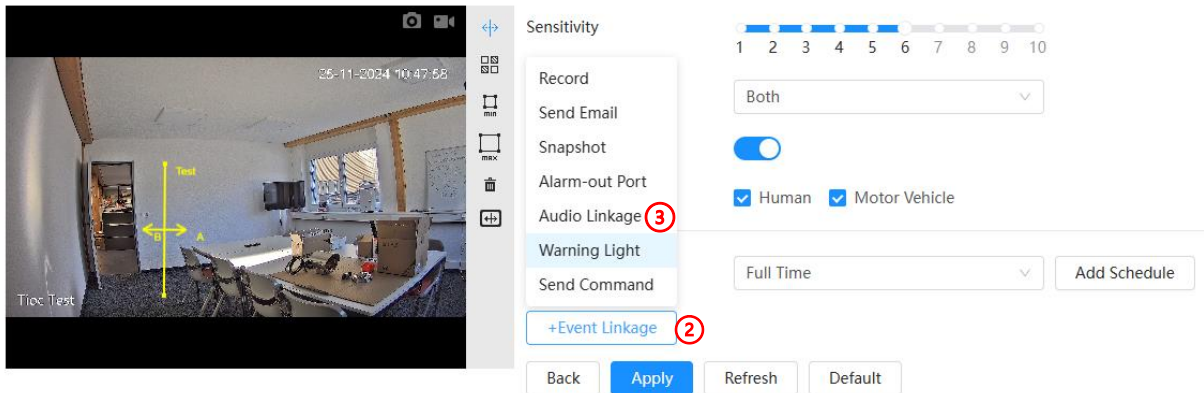 25-11-2024 10:47:58
Test
B A
Tioc Test
min
max
Sensitivity
1 2 3 4 5 6 7 8 9 10
Record
Send Email
Snapshot
Alarm-out Port
Audio Linkage ③
Warning Light
Send Command
+Event Linkage ②
Both
Human Motor Vehicle
Full Time Add Schedule
Back Apply Refresh Default